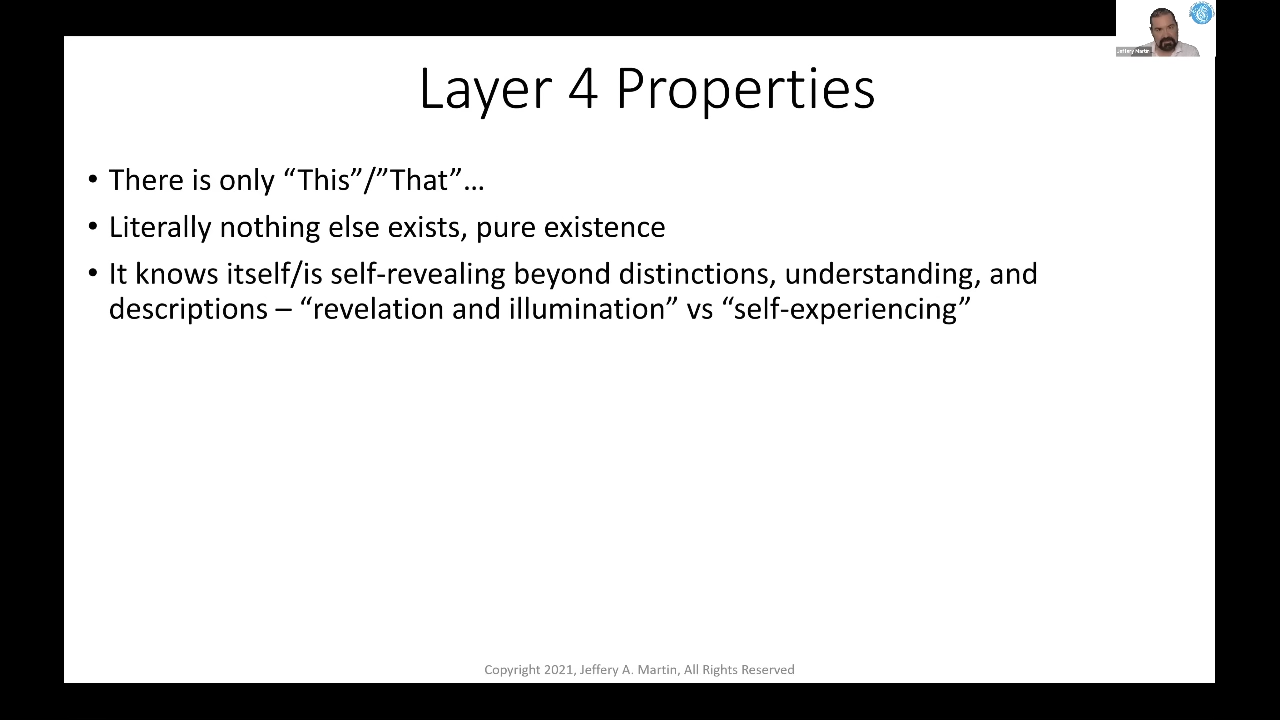 Jeffery Martin
Layer 4 Properties
• There is only “This”/”That”…
• Literally nothing else exists, pure existence
• It knows itself/is self-revealing beyond distinctions, understanding, and
descriptions – “revelation and illumination” vs “self-experiencing”
Copyright 2021, Jeffery A. Martin, All Rights Reserved